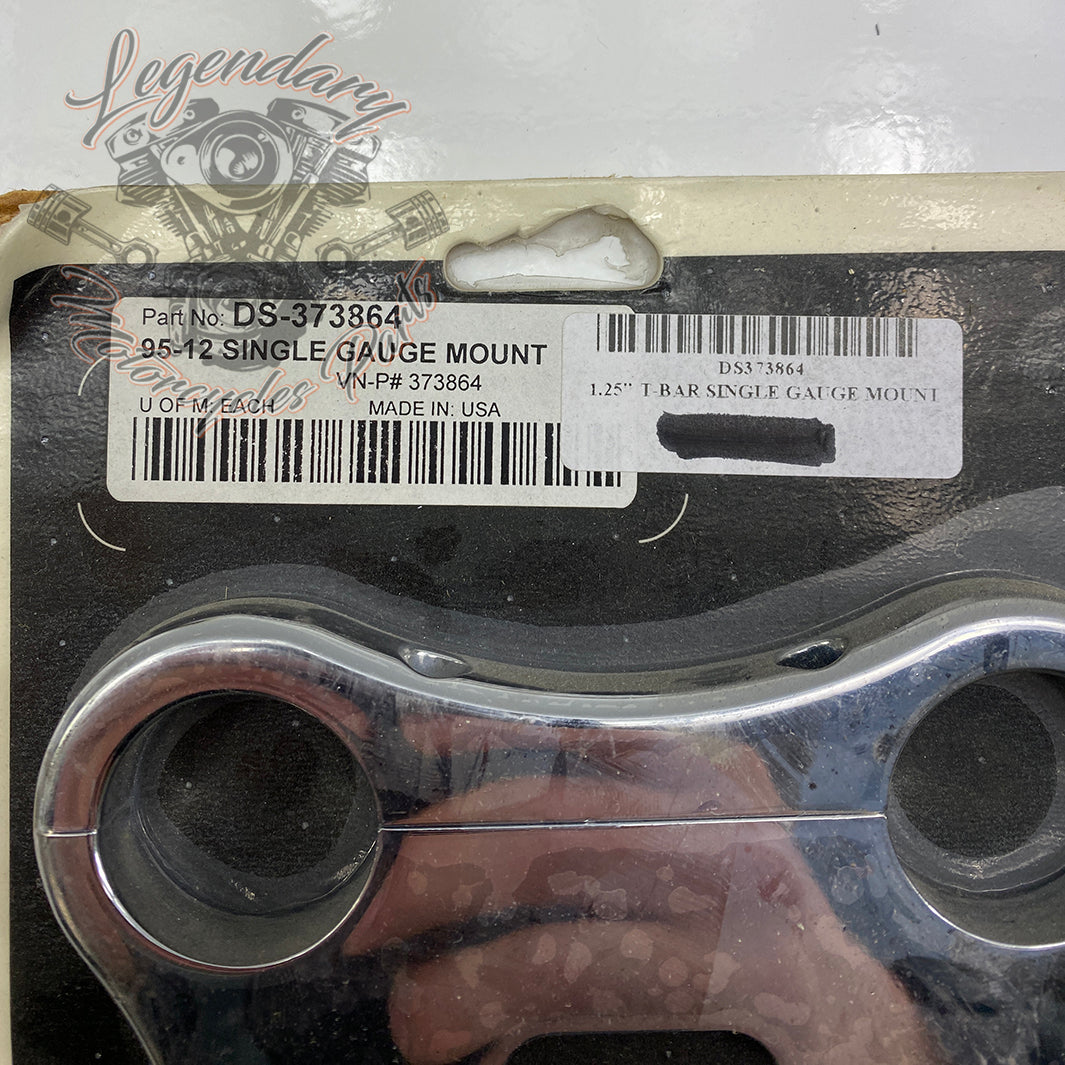 Legendary
Motorcycles Parts
Part No: DS-373864
95-12 SINGLE GAUGE MOUNT
VN-P# 373864
U OF M: EACH MADE IN: USA
DS373864
1.25" T-BAR SINGLE GAUGE MOUNT